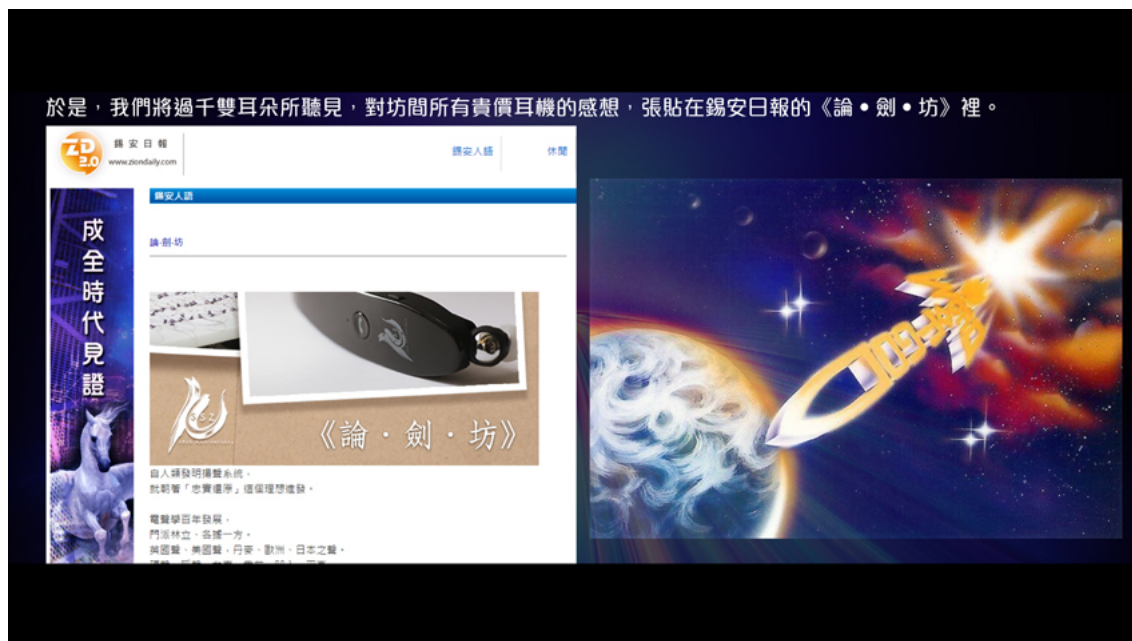 於是，我們將過千雙耳朵所聽見，對坊間所有貴價耳機的感想，張貼在錫安日報的《論•劍•坊》裡。
ZD 2.0
錫安日報
www.ziondaily.com
錫安人語
休閒
錫安人語
論‧劍‧坊
成全時代見證
SSZ
《論‧劍‧坊》
自人類發明揚聲系統，
就朝著「忠實還原」這個理想進發。
電聲學百年發展，
門派林立、各據一方。
英國聲、美國聲，丹麥、歐洲、日本之聲。